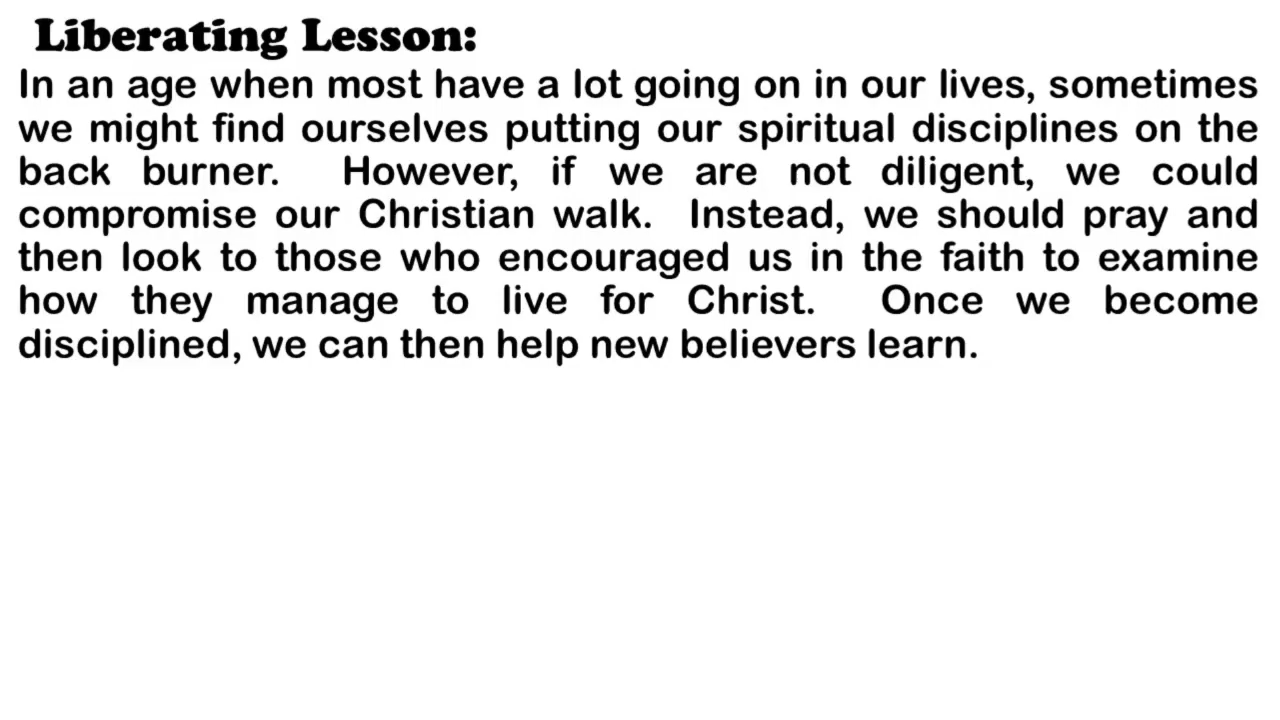 Liberating Lesson:
In an age when most have a lot going on in our lives, sometimes
we might find ourselves putting our spiritual disciplines on the
back burner. However, if we are not diligent, we could
compromise our Christian walk. Instead, we should pray and
then look to those who encouraged us in the faith to examine
how they manage to live for Christ. Once we become
disciplined, we can then help new believers learn.